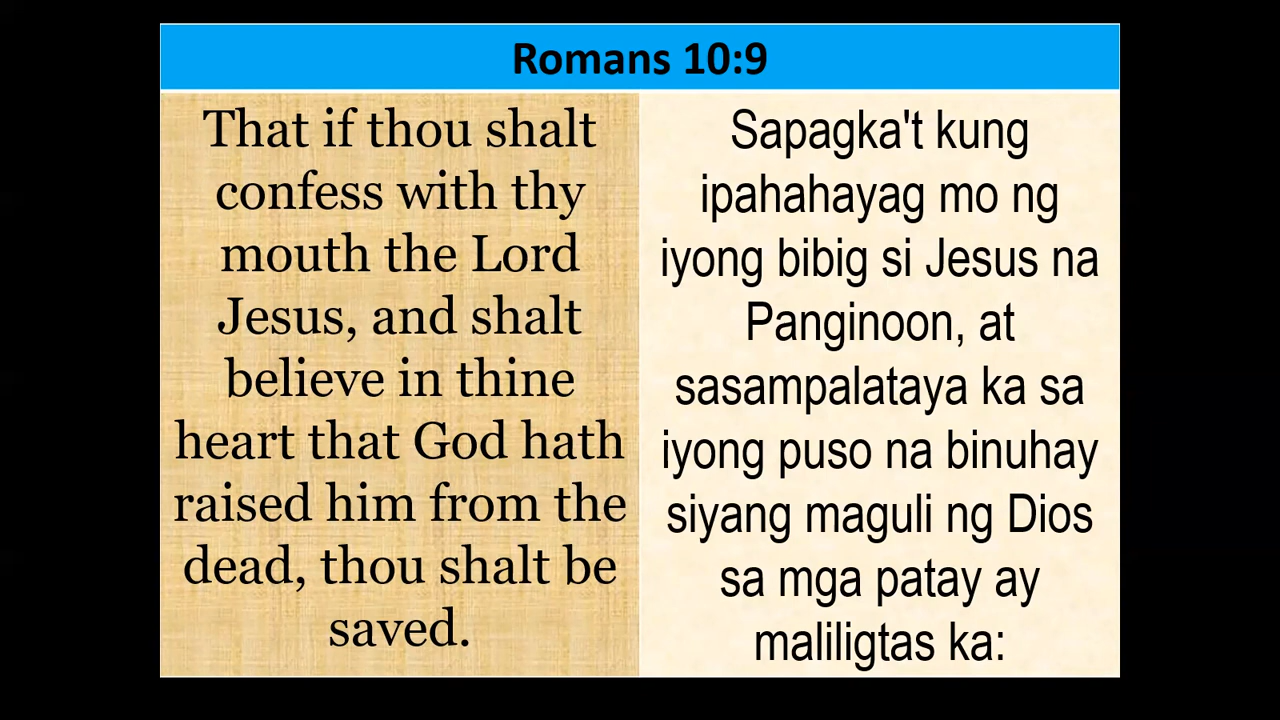 Romans 10:9
That if thou shalt
confess with thy
mouth the Lord
Jesus, and shalt
believe in thine
heart that God hath
raised him from the
dead, thou shalt be
saved.
Sapagka't kung
ipahahayag mo ng
iyong bibig si Jesus na
Panginoon, at
sasampalataya ka sa
iyong puso na binuhay
siyang maguli ng Dios
sa mga patay ay
maliligtas ka: